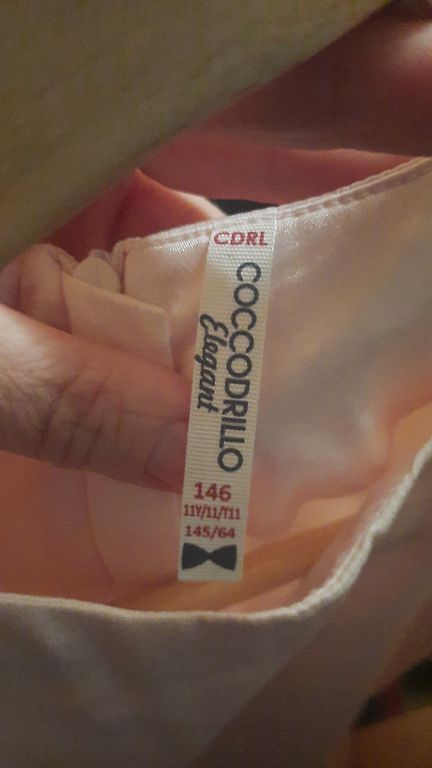 CDRL
COCCODRILLO
Elegant
146
11Y/11/T11
145/64